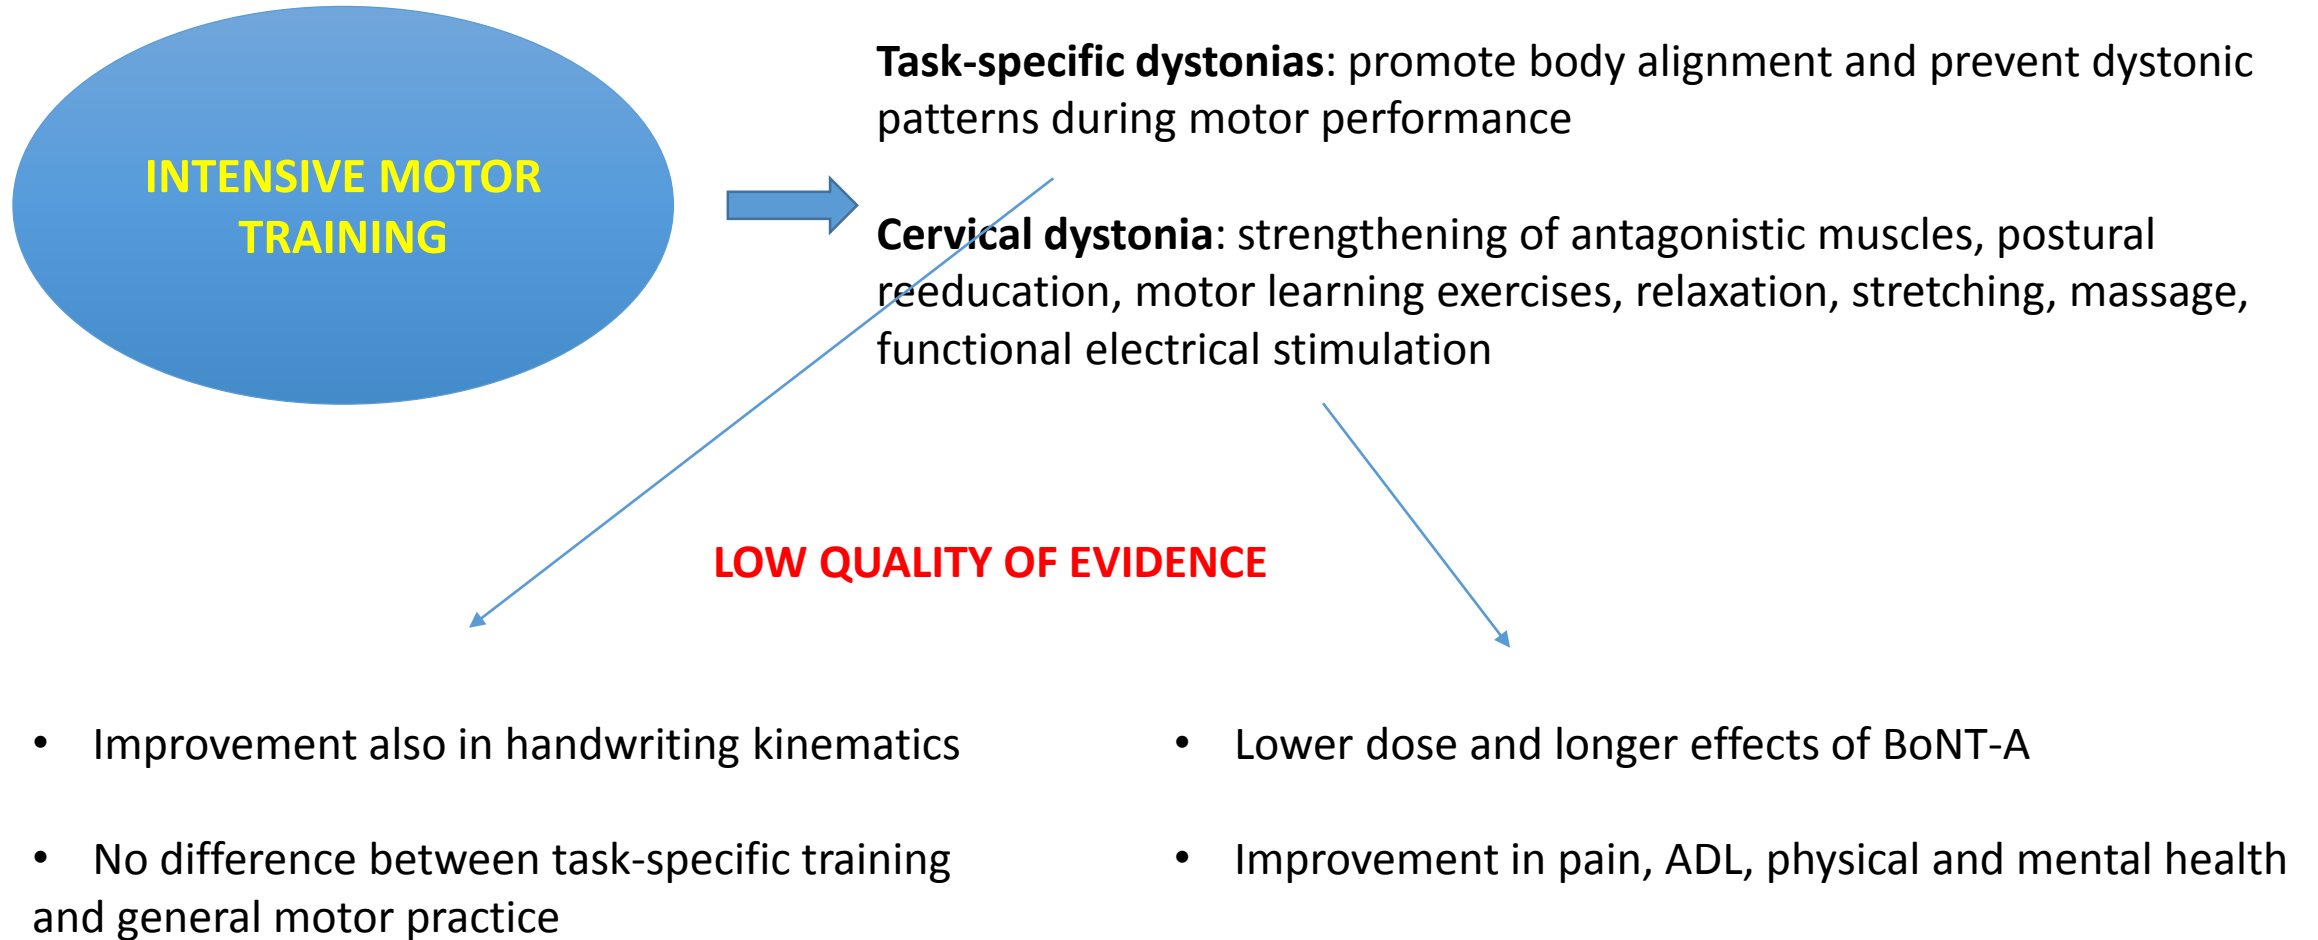 INTENSIVE MOTOR
TRAINING
Task-specific dystonias: promote body alignment and prevent dystonic
patterns during motor performance
Cervical dystonia: strengthening of antagonistic muscles, postural
reeducation, motor learning exercises, relaxation, stretching, massage,
functional electrical stimulation
LOW QUALITY OF EVIDENCE
• Improvement also in handwriting kinematics
• No difference between task-specific training
and general motor practice
• Lower dose and longer effects of BoNT-A
• Improvement in pain, ADL, physical and mental health